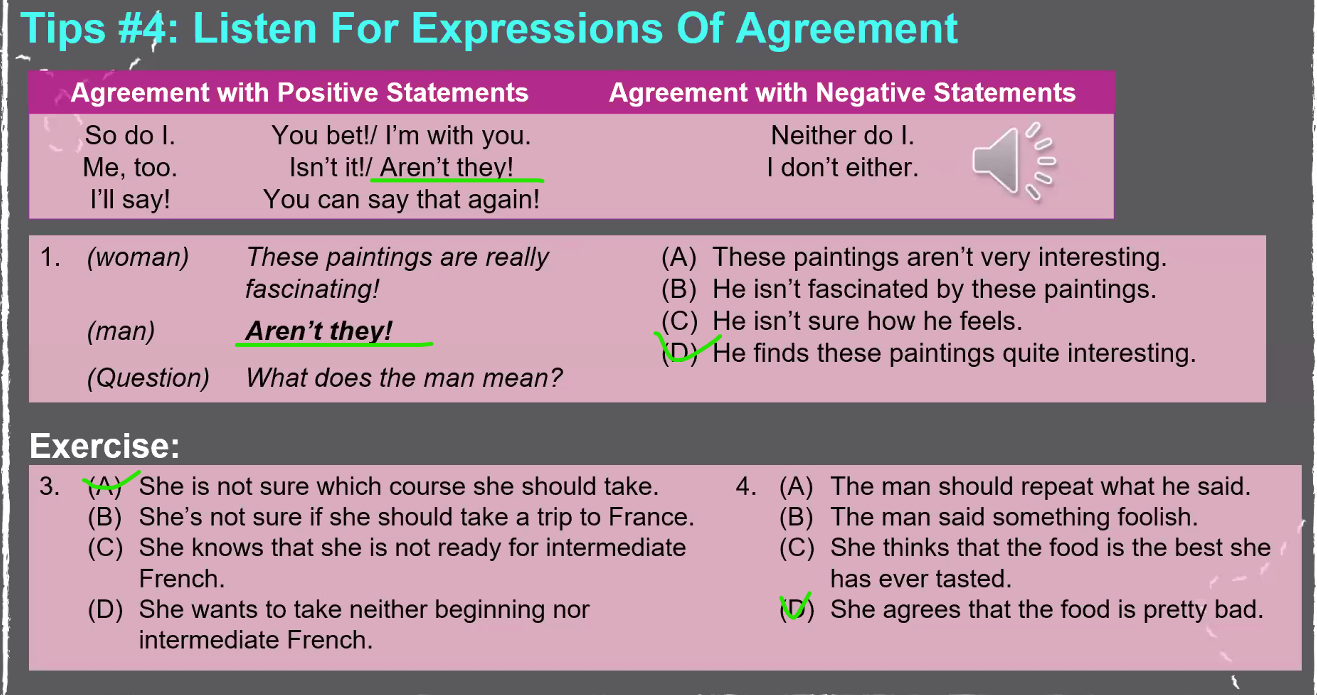 Tips #4: Listen For Expressions Of Agreement
Agreement with Positive Statements Agreement with Negative Statements
So do I. You bet!/ I'm with you. Neither do I.
Me, too. Isn't it!/ Aren't they! I don't either.
I'll say! You can say that again!
1. (woman) These paintings are really
fascinating!
(man) Aren't they!
(Question) What does the man mean?
(A) These paintings aren't very interesting.
(B) He isn't fascinated by these paintings.
(C) He isn't sure how he feels.
(D) He finds these paintings quite interesting.
Exercise:
3. (A) She is not sure which course she should take.
(B) She's not sure if she should take a trip to France.
(C) She knows that she is not ready for intermediate
French.
(D) She wants to take neither beginning nor
intermediate French.
4. (A) The man should repeat what he said.
(B) The man said something foolish.
(C) She thinks that the food is the best she
has ever tasted.
(D) She agrees that the food is pretty bad.